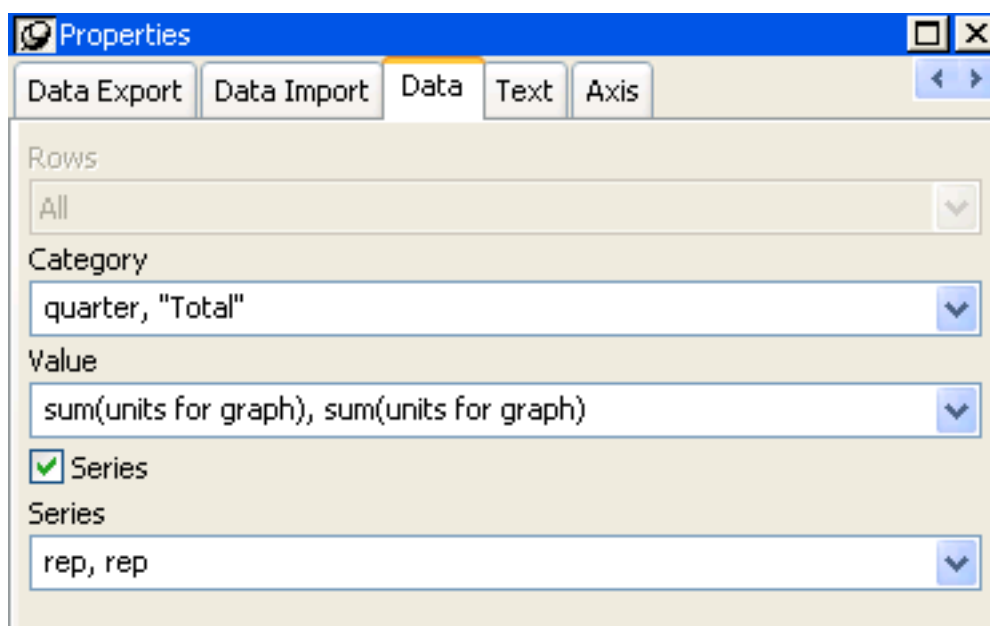 Properties
Data Export Data Import Data Text Axis
Rows
All
Category
quarter, "Total"
Value
sum(units for graph), sum(units for graph)
Series
Series
rep, rep